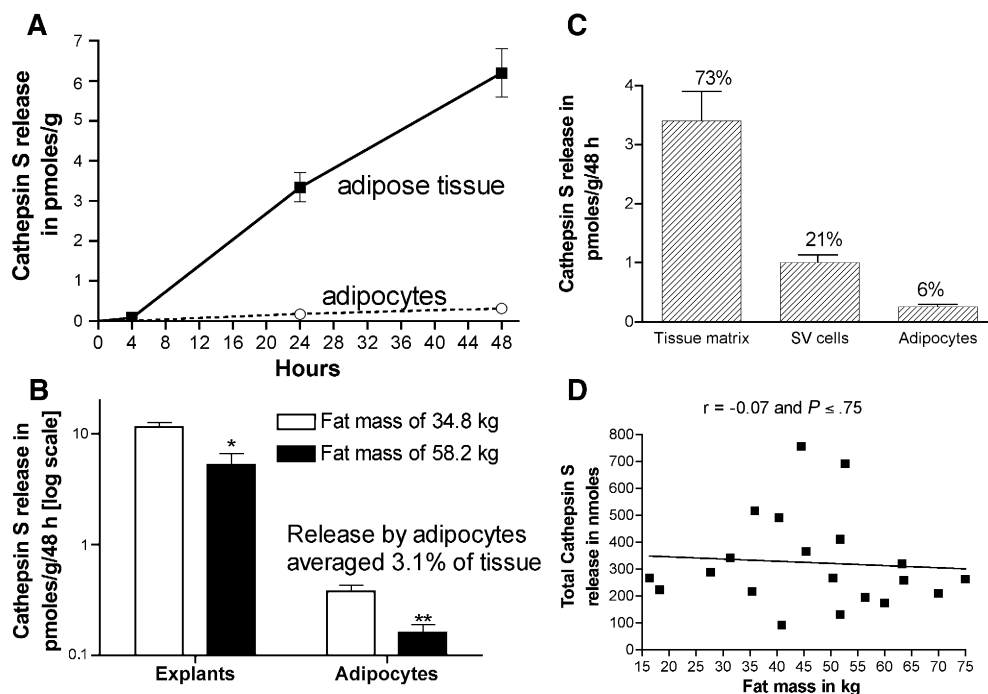 A
Cathepsin S release
in pmoles/g
7
6
5
4
3
2
1
0
adipose tissue
adipocytes
0 4 8 12 16 20 24 28 32 36 40 44 48
Hours
B
Cathepsin S release in
pmoles/g/48 h [log scale]
10
1
0.1
Fat mass of 34.8 kg
Fat mass of 58.2 kg
*
Release by adipocytes
averaged 3.1% of tissue
**
Explants Adipocytes
C
Cathepsin S release in
pmoles/g/48 h
4
3
2
1
0
73%
21%
6%
Tissue matrix SV cells Adipocytes
D
r = -0.07 and P ≤ .75
Total Cathepsin S
release in nmoles
800
700
600
500
400
300
200
100
0
15 20 25 30 35 40 45 50 55 60 65 70 75
Fat mass in kg